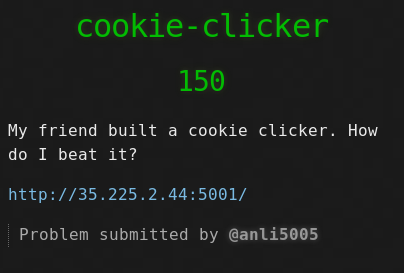 cookie-clicker
150
My friend built a cookie clicker. How
do I beat it?
http://35.225.2.44:5001/
Problem submitted by @anli5005